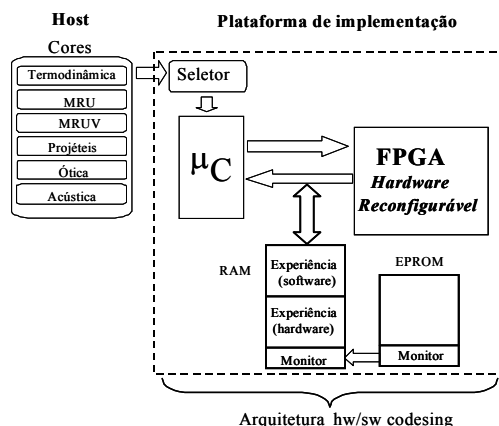 Host
Plataforma de implementação
Cores
Termodinâmica
MRU
MRUV
Projéteis
Ótica
Acústica
Seletor
μC
FPGA
Hardware
Reconfigurável
RAM
Experiência
(software)
Experiência
(hardware)
Monitor
EPROM
Monitor
Arquitetura hw/sw codesing